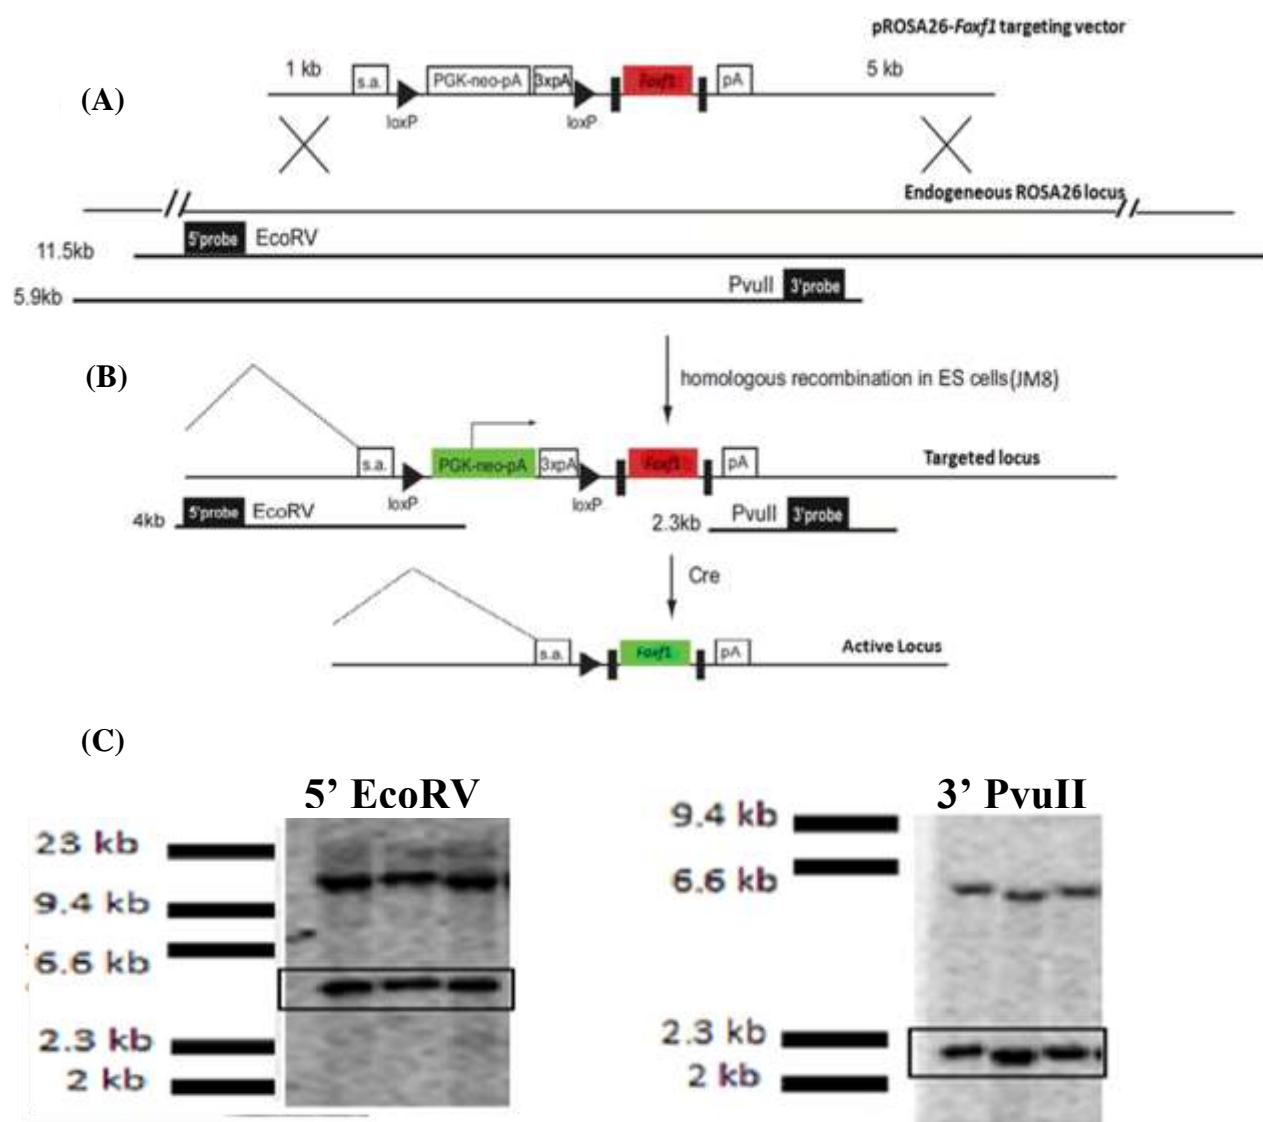 pROSA26-Foxf1 targeting vector
(A)
1 kb
5 kb
s.a.
PGK-neo-pA
3xpA
Foxf1
pA
loxP
loxP
Endogeneous ROSA26 locus
5'probe
EcoRV
11.5kb
PvuII
3'probe
5.9kb
(B)
homologous recombination in ES cells(JM8)
s.a.
PGK-neo-pA
3xpA
Foxf1
pA
Targeted locus
loxP
loxP
4kb
5'probe
EcoRV
2.3kb
PvuII
3'probe
Cre
s.a.
Foxf1
pA
Active Locus
(C)
5’ EcoRV
23 kb
9.4 kb
6.6 kb
2.3 kb
2 kb
3’ PvuII
9.4 kb
6.6 kb
2.3 kb
2 kb